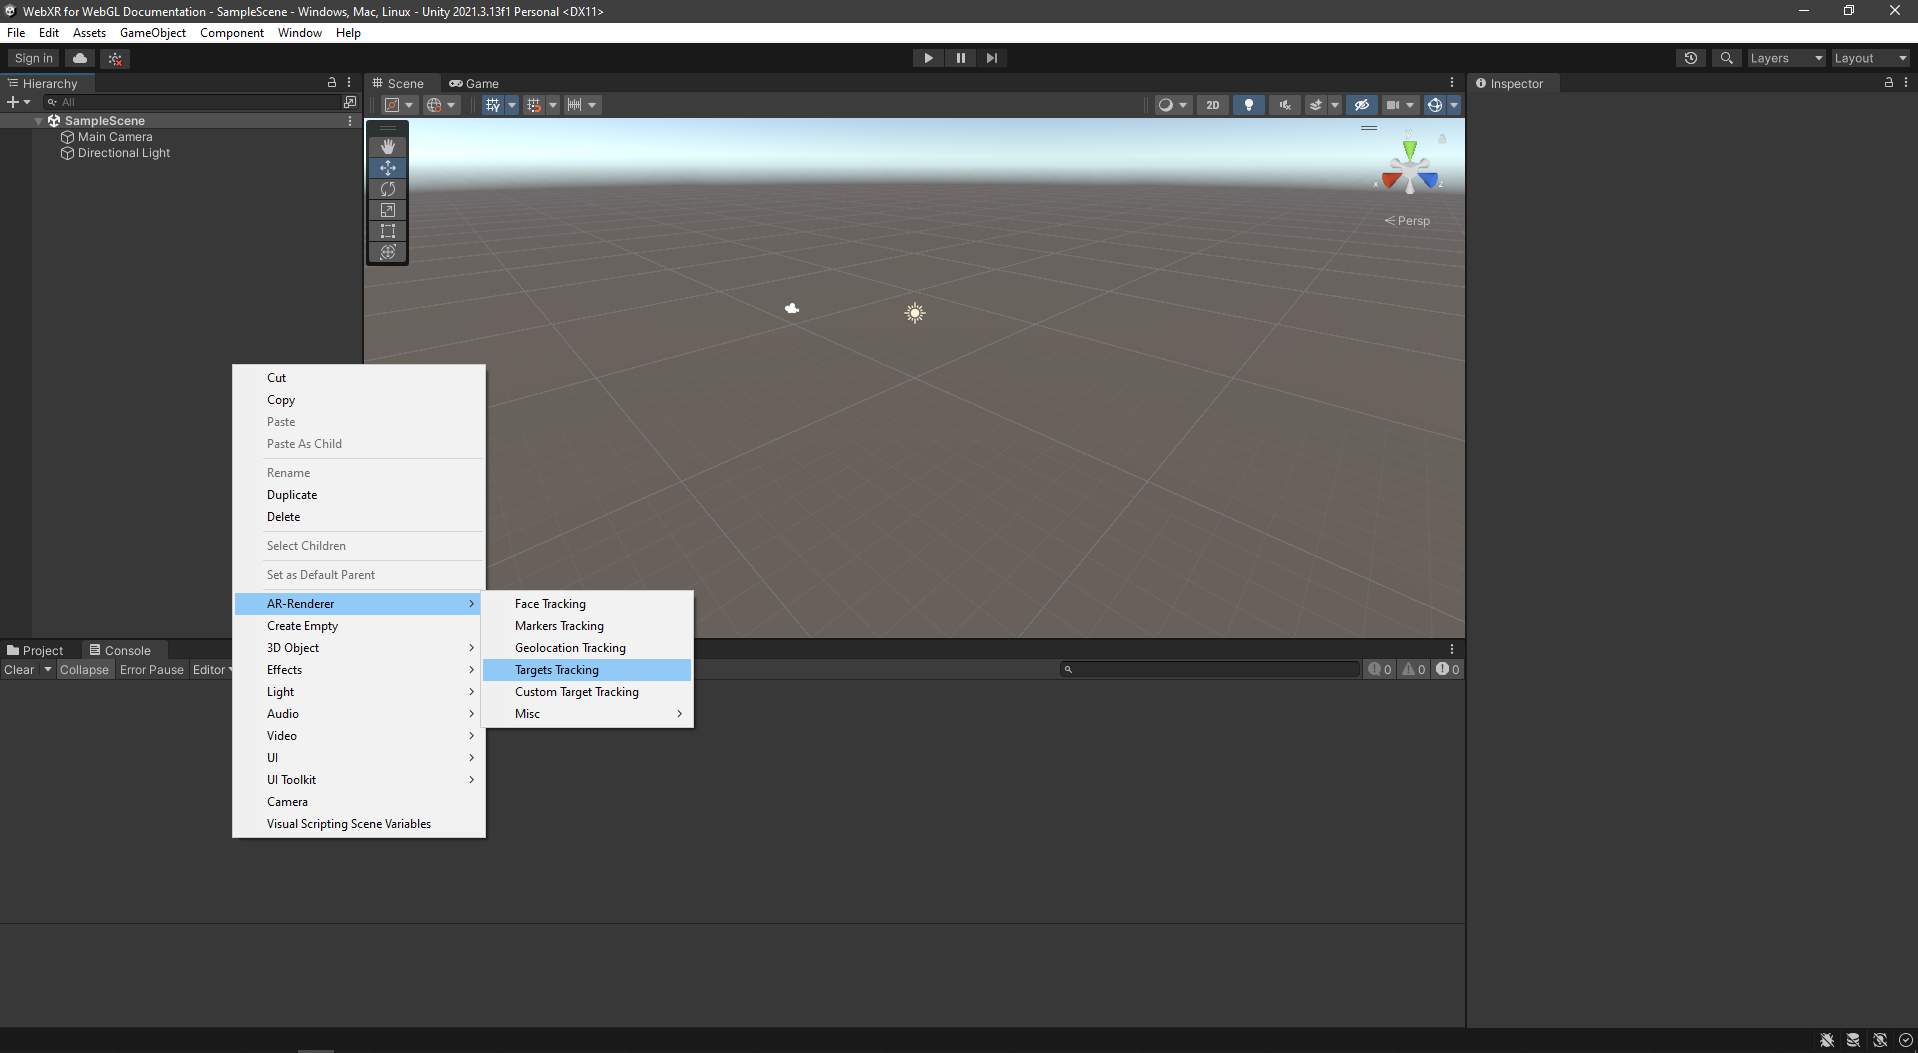 WebXR for WebGL Documentation - SampleScene - Windows, Mac, Linux - Unity 2021.3.13f1 Personal <DX11>
File Edit Assets GameObject Component Window Help
Sign in
Layers
Layout
Hierarchy
All
SampleScene
Main Camera
Directional Light
Scene
Game
2D
y
x
z
Persp
Inspector
Cut
Copy
Paste
Paste As Child
Rename
Duplicate
Delete
Select Children
Set as Default Parent
AR-Renderer
Create Empty
3D Object
Effects
Light
Audio
Video
UI
UI Toolkit
Camera
Visual Scripting Scene Variables
Face Tracking
Markers Tracking
Geolocation Tracking
Targets Tracking
Custom Target Tracking
Misc
Project
Console
Clear Collapse Error Pause Editor
0 0 0